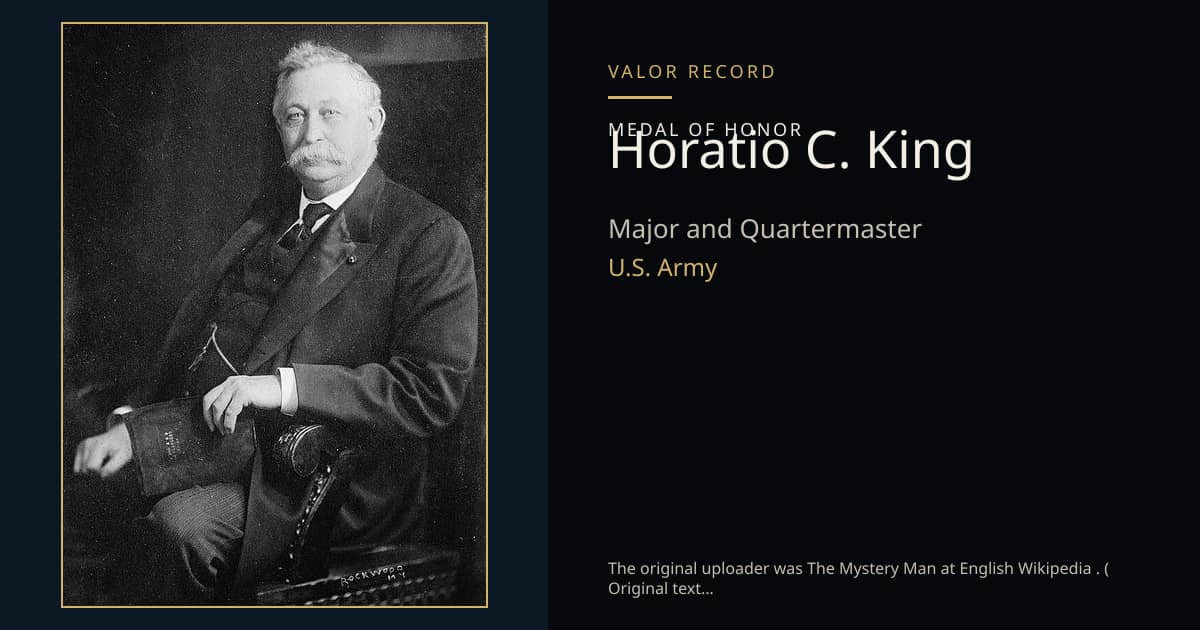 VALOR RECORD
MEDAL OF HONOR
Horatio C. King
Major and Quartermaster
U.S. Army
ROCKWOOD
N.Y.
The original uploader was The Mystery Man at English Wikipedia . (
Original text...